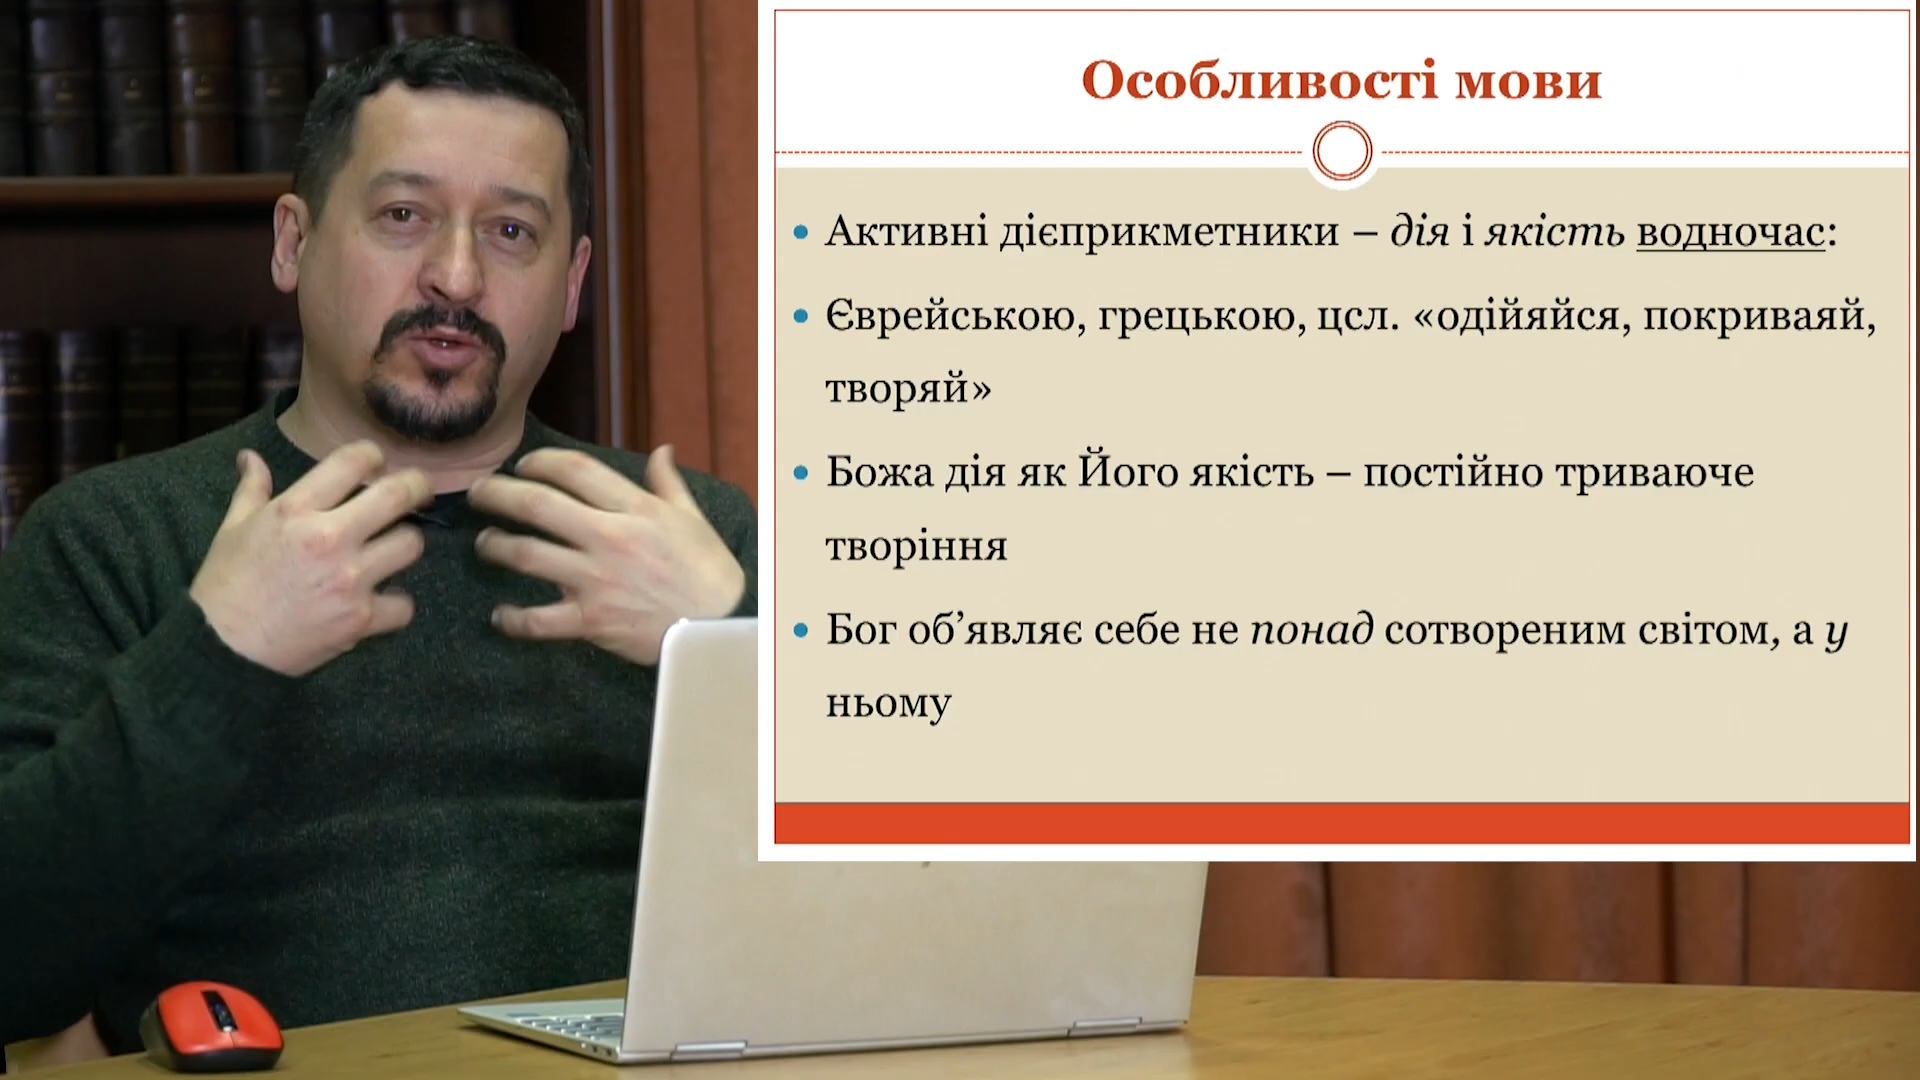 Особливості мови
• Активні дієприкметники – дія і якість водночас:
• Єврейською, грецькою, цсл. «одійяйся, покриваяй,
творяй»
• Божа дія як Його якість – постійно триваюче
творіння
• Бог об’являє себе не понад сотвореним світом, а у
ньому